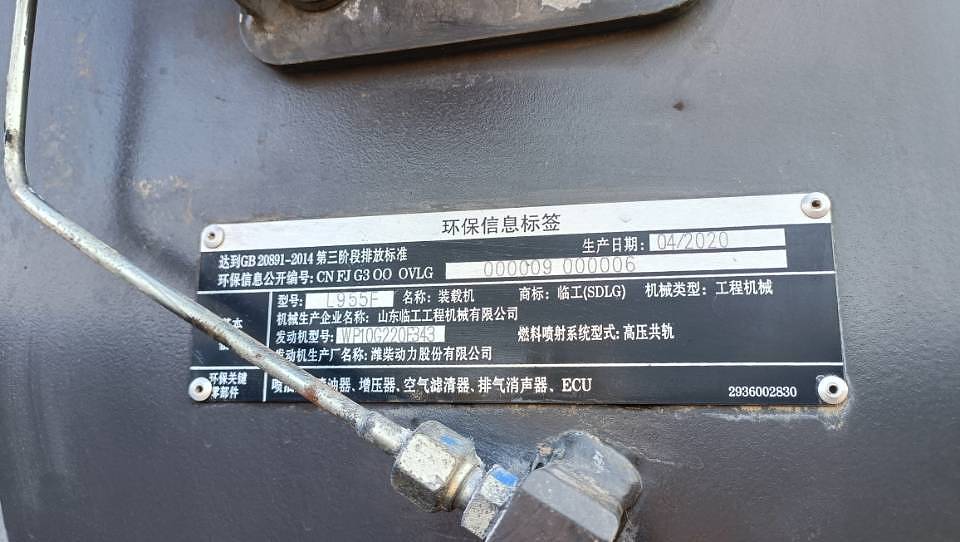 环保信息标签
达到GB 20891-2014 第三阶段排放标准 生产日期: 04/2020
环保信息公开编号: CN FJ G3 OO OVLG 000009 000006
型号: L955F 名称: 装载机 商标: 临工(SDLG) 机械类型: 工程机械
机械生产企业名称: 山东临工工程机械有限公司
基本
发动机型号: WP10G220E343 燃料喷射系统型式: 高压共轨
发动机生产厂名称: 潍柴动力股份有限公司
环保关键 喷油 油器、增压器、空气滤清器、排气消声器、ECU
零部件 2936002830